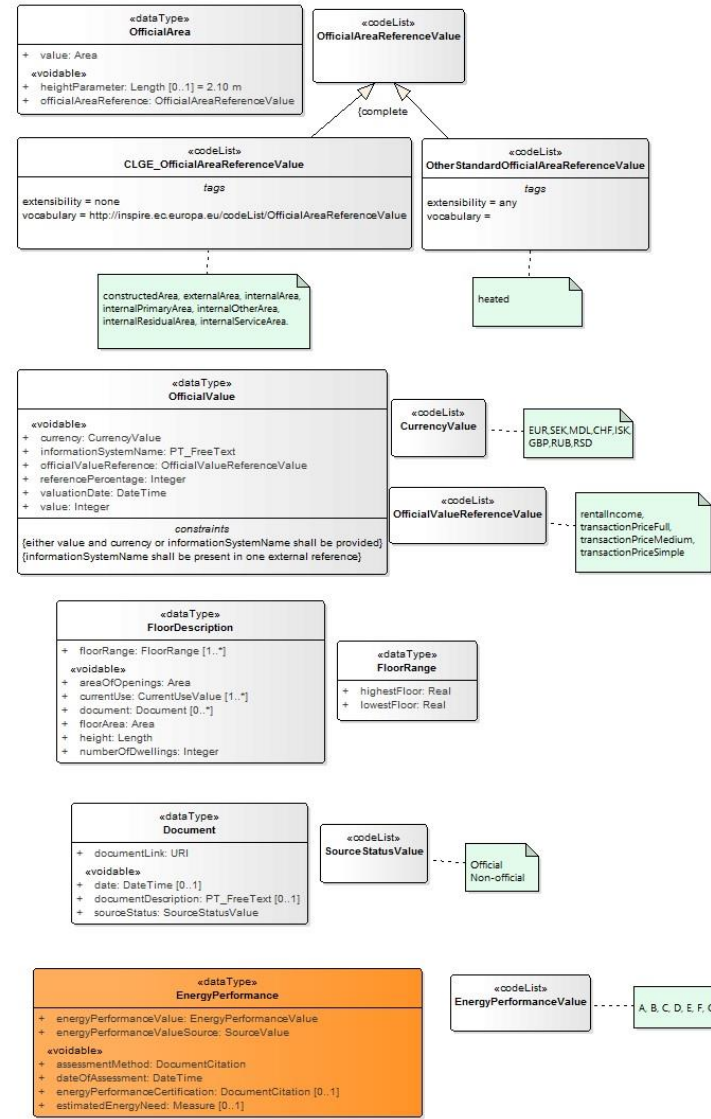 «dataType»
OfficialArea
+ value: Area
«voidable»
+ heightParameter: Length [0..1] = 2.10 m
+ officialAreaReference: OfficialAreaReferenceValue
«codeList»
OfficialAreaReferenceValue
{complete
«codeList»
CLGE_OfficialAreaReferenceValue
tags
extensibility = none
vocabulary = http://inspire.ec.europa.eu/codeList/OfficialAreaReferenceValue
«codeList»
OtherStandardOfficialAreaReferenceValue
tags
extensibility = any
vocabulary =
constructedArea, externalArea, internalArea,
internalPrimaryArea, internalOtherArea,
internalResidualArea, internalServiceArea.
heated
«dataType»
OfficialValue
«voidable»
+ currency: CurrencyValue
+ informationSystemName: PT_FreeText
+ officialValueReference: OfficialValueReferenceValue
+ referencePercentage: Integer
+ valuationDate: DateTime
+ value: Integer
constraints
{either value and currency or informationSystemName shall be provided}
{informationSystemName shall be present in one external reference}
«codeList»
CurrencyValue
EUR,SEK,MDL,CHF,ISK,
GBP,RUB,RSD
«codeList»
OfficialValueReferenceValue
rentalIncome,
transactionPriceFull,
transactionPriceMedium,
transactionPriceSimple
«dataType»
FloorDescription
+ floorRange: FloorRange [1..*]
«voidable»
+ areaOfOpenings: Area
+ currentUse: CurrentUseValue [1..*]
+ document: Document [0..*]
+ floorArea: Area
+ height: Length
+ numberOfDwellings: Integer
«dataType»
FloorRange
+ highestFloor: Real
+ lowestFloor: Real
«dataType»
Document
+ documentLink: URI
«voidable»
+ date: DateTime [0..1]
+ documentDescription: PT_FreeText [0..1]
+ sourceStatus: SourceStatusValue
«codeList»
SourceStatusValue
Official
Non-official
«dataType»
EnergyPerformance
+ energyPerformanceValue: EnergyPerformanceValue
+ energyPerformanceValueSource: SourceValue
«voidable»
+ assessmentMethod: DocumentCitation
+ dateOfAssessment: DateTime
+ energyPerformanceCertification: DocumentCitation [0..1]
+ estimatedEnergyNeed: Measure [0..1]
«codeList»
EnergyPerformanceValue
A, B, C, D, E, F,